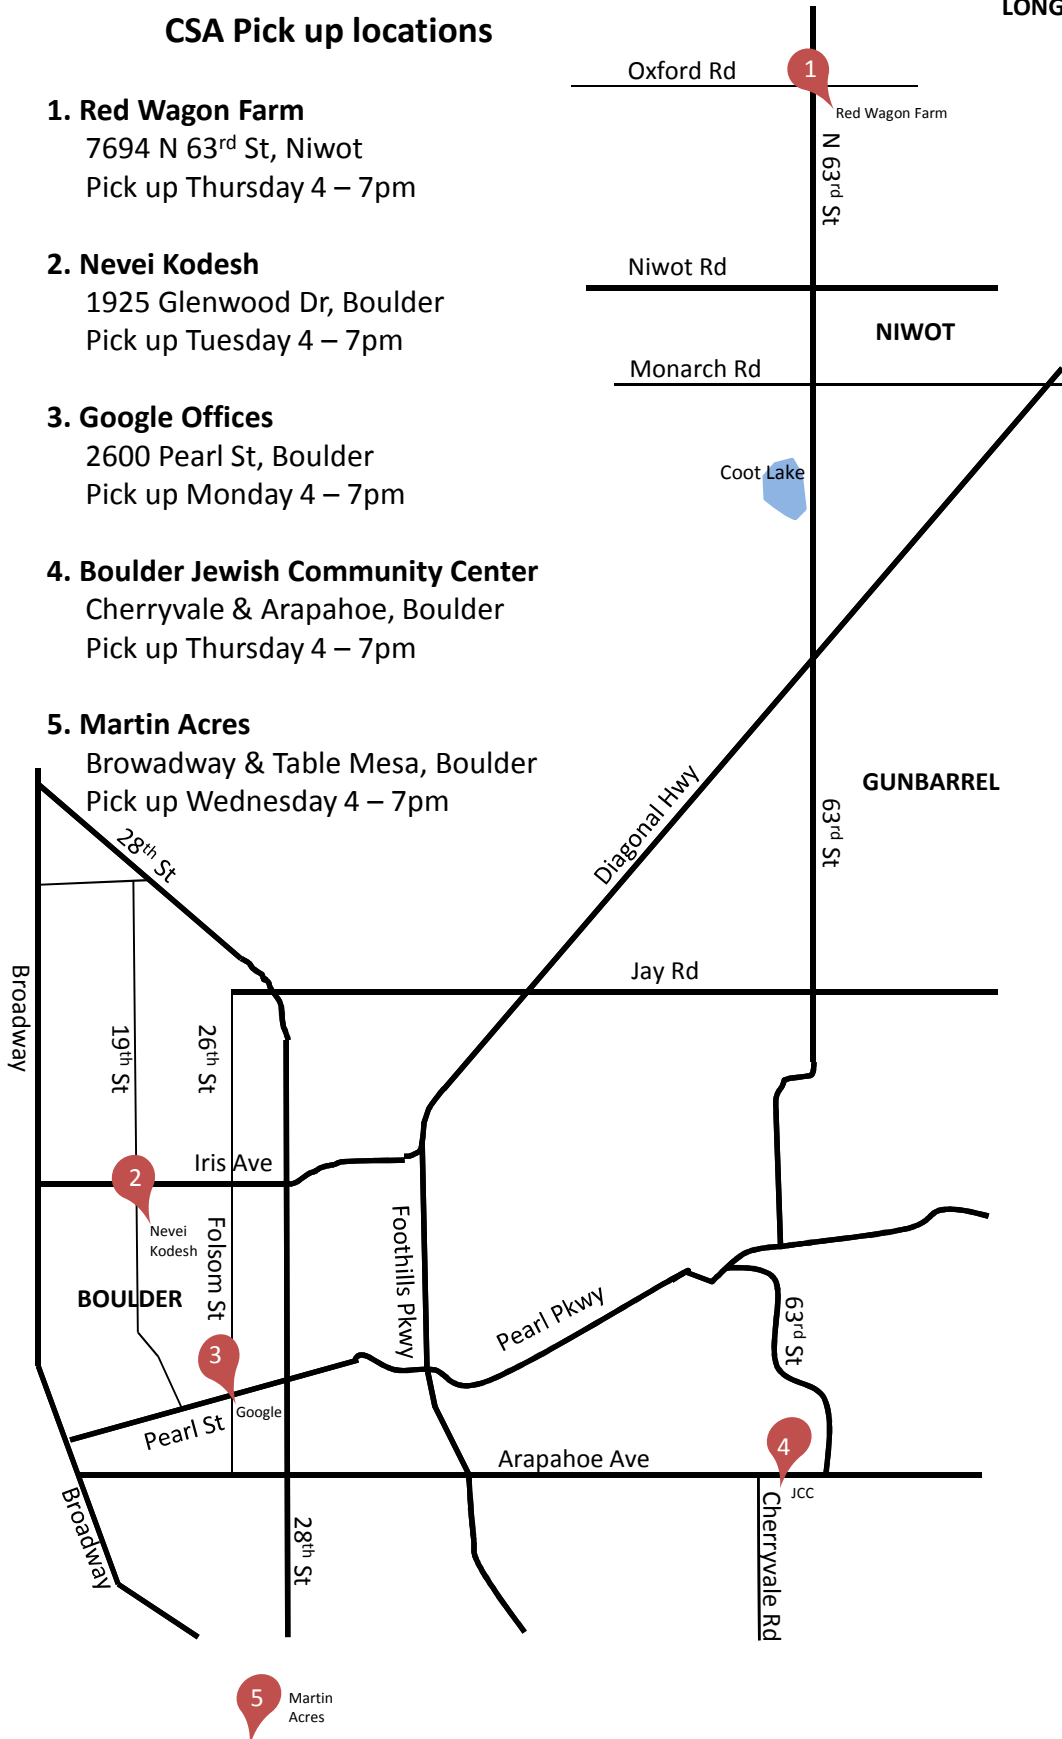 CSA Pick up locations
1. Red Wagon Farm
7694 N 63rd St, Niwot
Pick up Thursday 4 – 7pm
2. Nevei Kodesh
1925 Glenwood Dr, Boulder
Pick up Tuesday 4 – 7pm
3. Google Offices
2600 Pearl St, Boulder
Pick up Monday 4 – 7pm
4. Boulder Jewish Community Center
Cherryvale & Arapahoe, Boulder
Pick up Thursday 4 – 7pm
5. Martin Acres
Browadway & Table Mesa, Boulder
Pick up Wednesday 4 – 7pm
LONG
Oxford Rd
1
Red Wagon Farm
N 63rd St
Niwot Rd
NIWOT
Monarch Rd
Coot Lake
Diagonal Hwy
GUNBARREL
63rd St
28th St
Broadway
Jay Rd
19th St
26th St
Iris Ave
2
Nevei
Kodesh
Folsom St
Foothills Pkwy
BOULDER
Pearl Pkwy
63rd St
3
Google
Pearl St
Arapahoe Ave
4
JCC
Broadway
28th St
Cherryvale Rd
5
Martin
Acres